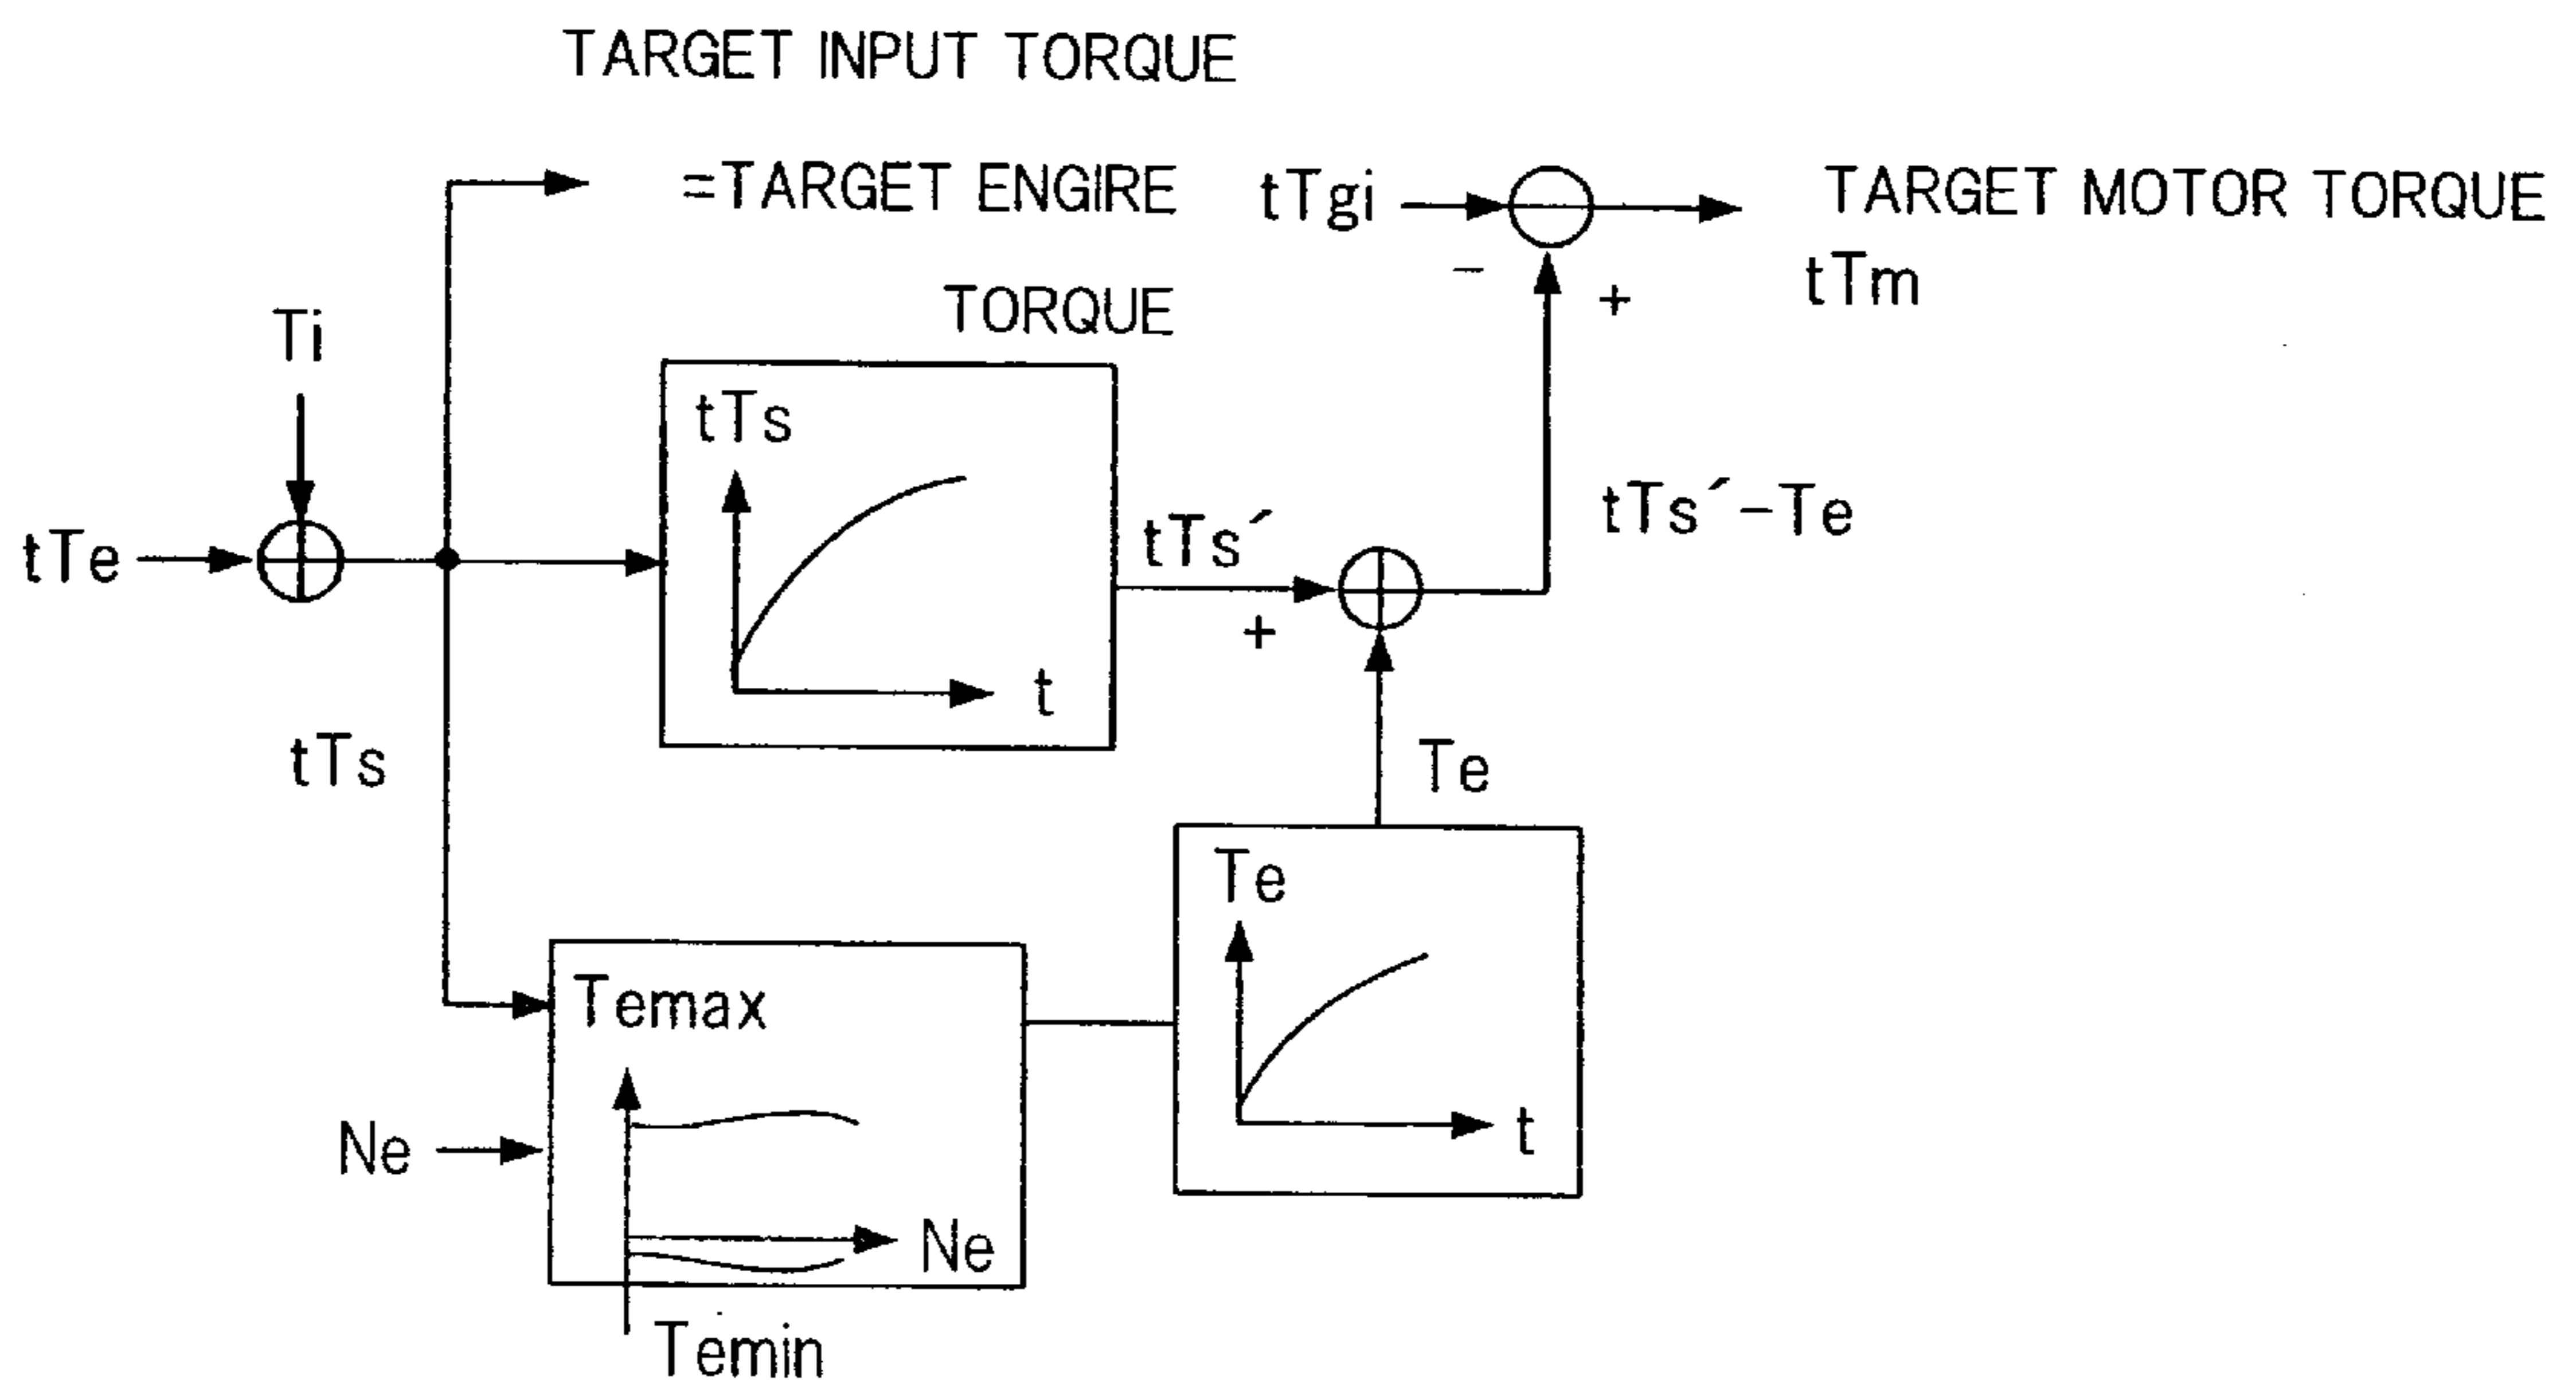 TARGET INPUT TORQUE
=TARGET ENGIRE
TORQUE
tTgi
TARGET MOTOR TORQUE
tTm
-
+
Ti
tTe
tTs
t
tTs´
+
tTs´-Te
tTs
Te
Te
t
Temax
Ne
Ne
Temin